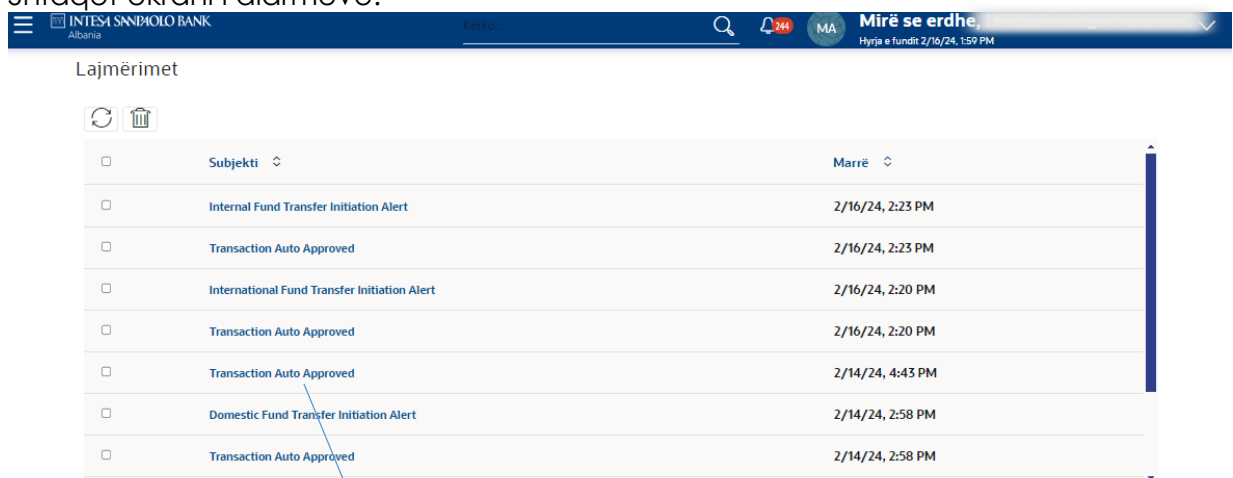 INTESA SANPAOLO BANK
Albania
Kërko...
244
MA
Mirë se erdhe,
Hyrja e fundit 2/16/24, 1:59 PM
Lajmërimet
Subjekti
Marrë
Internal Fund Transfer Initiation Alert 2/16/24, 2:23 PM
Transaction Auto Approved 2/16/24, 2:23 PM
International Fund Transfer Initiation Alert 2/16/24, 2:20 PM
Transaction Auto Approved 2/16/24, 2:20 PM
Transaction Auto Approved 2/14/24, 4:43 PM
Domestic Fund Transfer Initiation Alert 2/14/24, 2:58 PM
Transaction Auto Approved 2/14/24, 2:58 PM